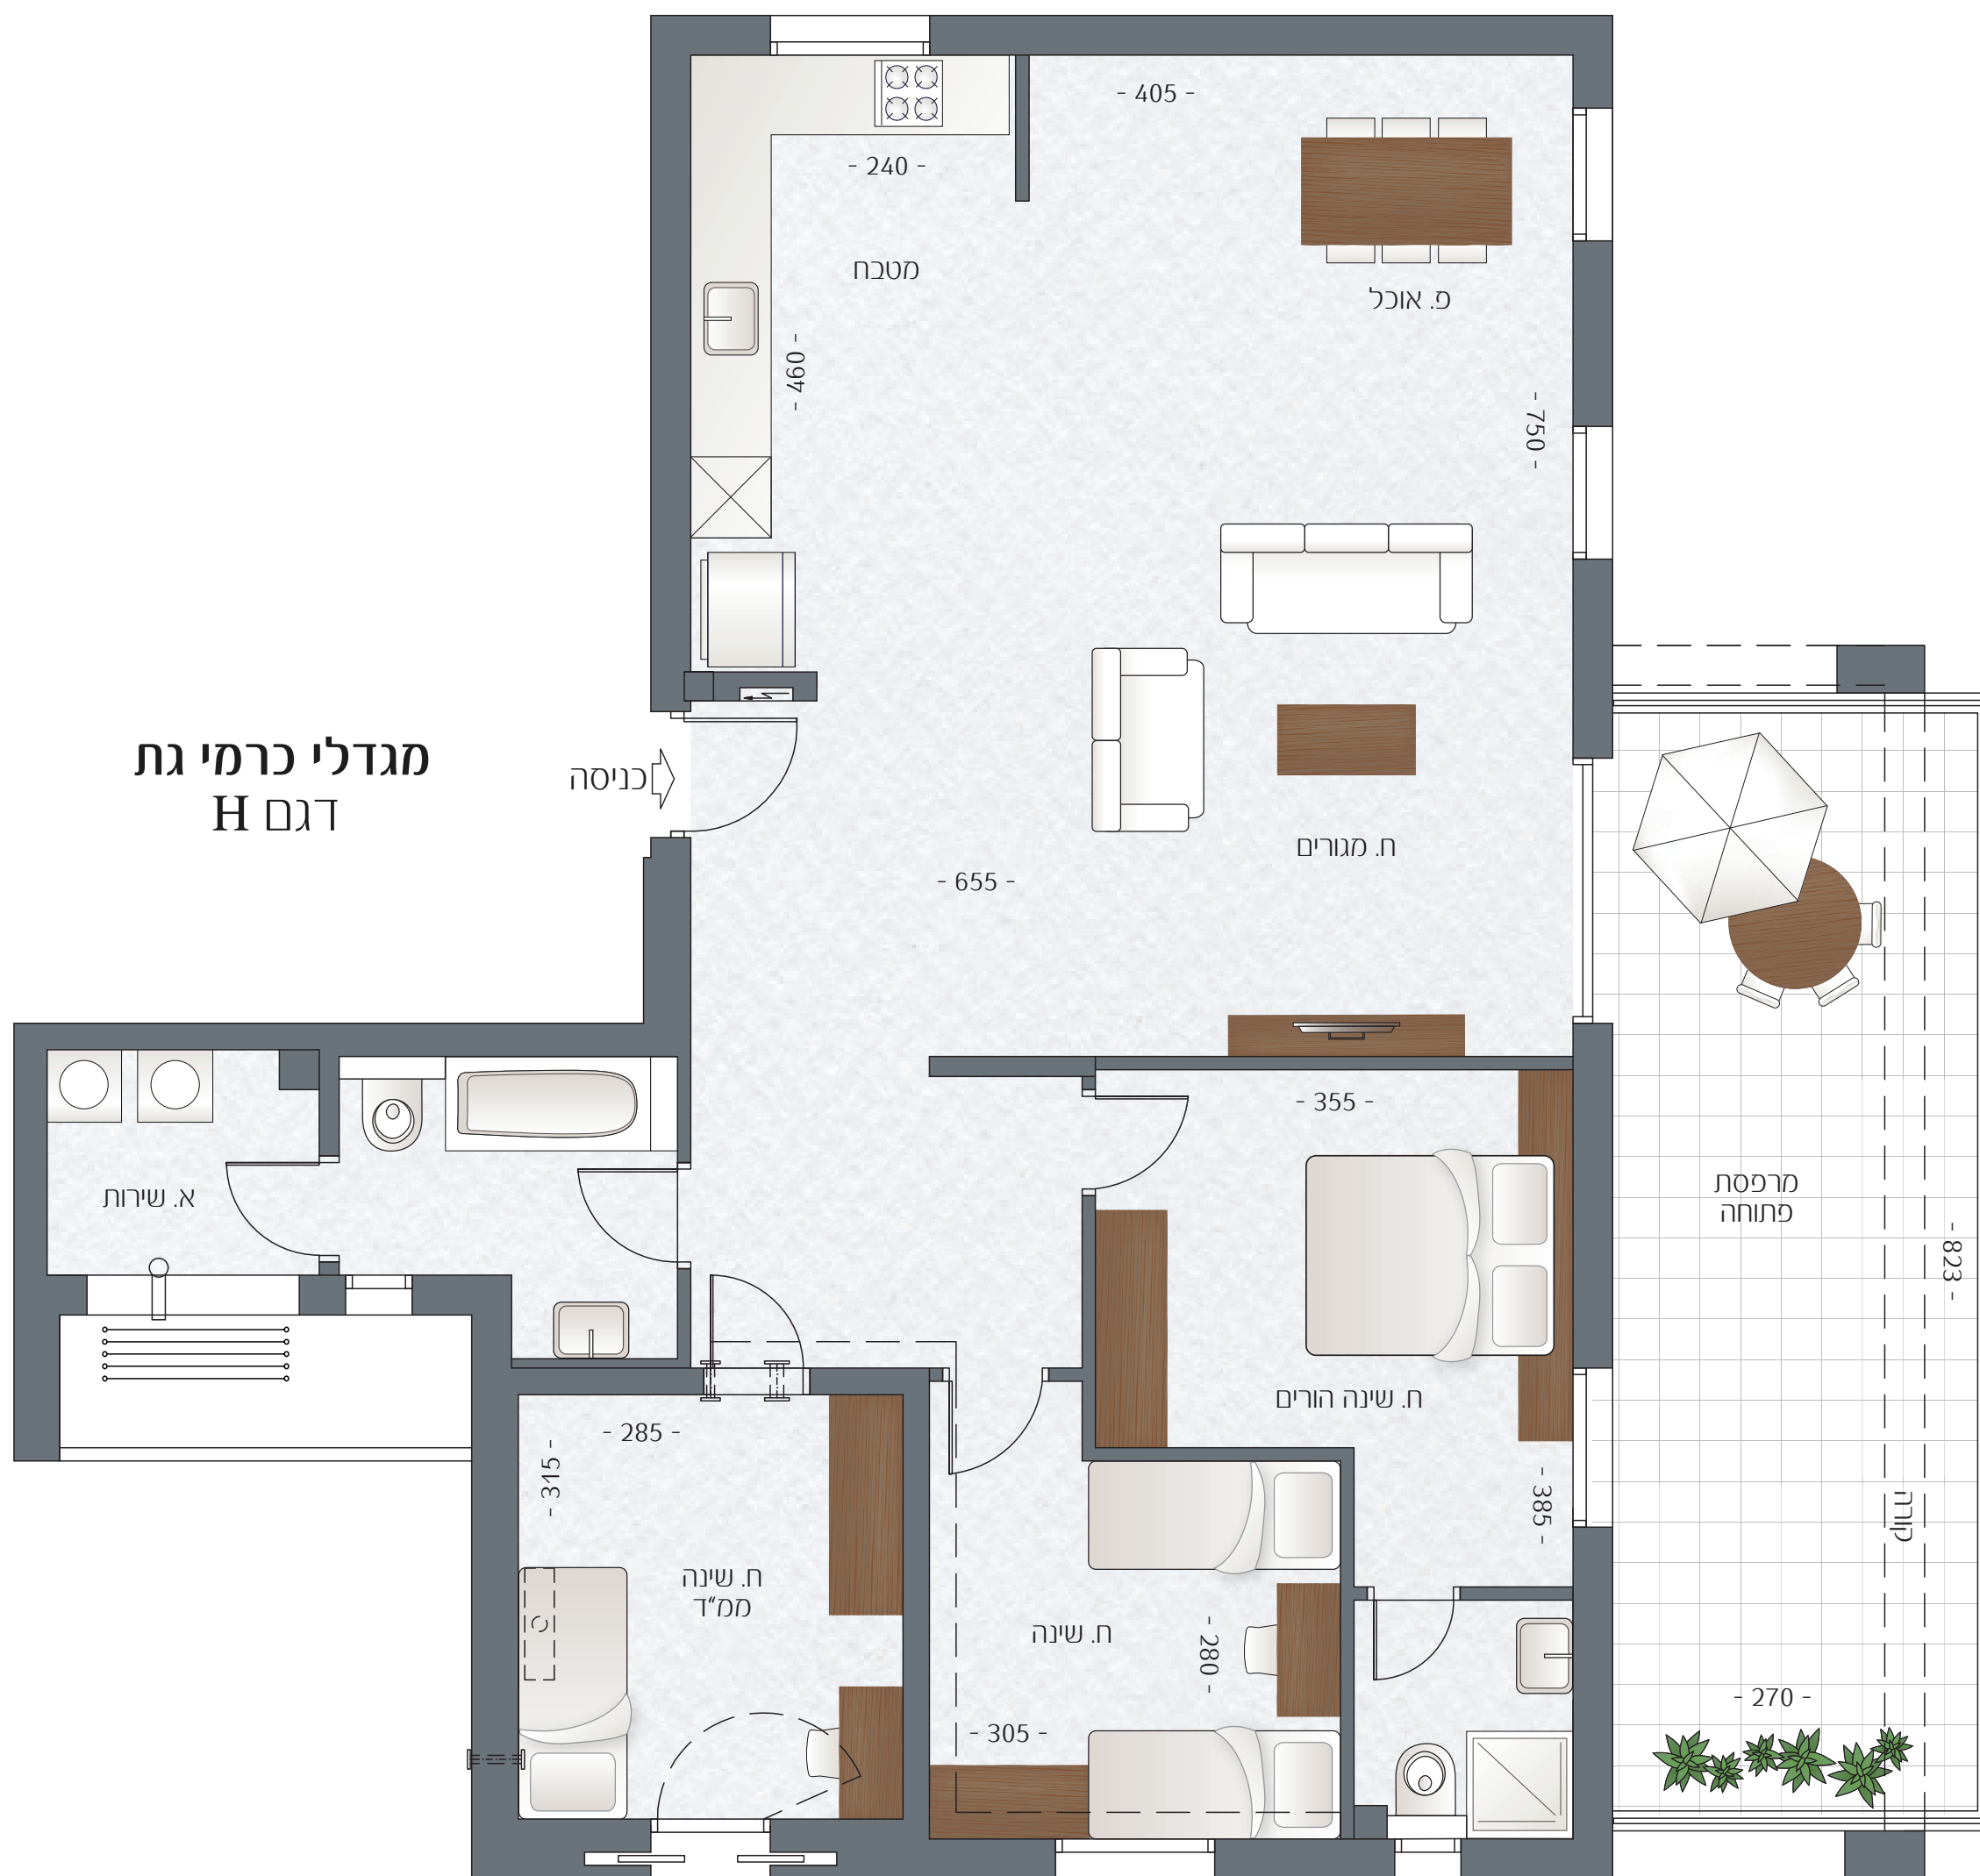 - 405 -
- 240 -
מטבח
פ. אוכל
- 460 -
- 750 -
מגדלי כרמי גת
דגם H
כניסה
ח. מגורים
- 655 -
- 355 -
א. שירות
מרפסת
פתוחה
- 823 -
ח. שינה הורים
- 285 -
- 315 -
- 385 -
קורה
ח. שינה
ממ"ד
ח. שינה
- 280 -
- 305 -
- 270 -